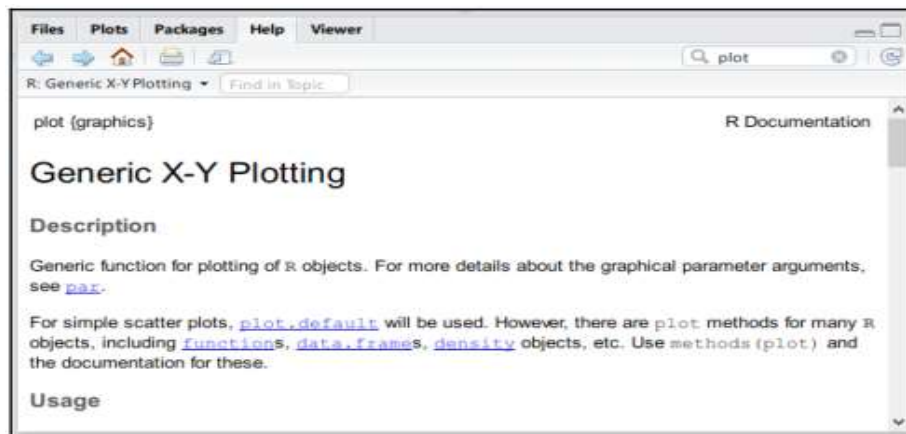 Files Plots Packages Help Viewer
plot
R: Generic X-Y Plotting Find in Topic
plot {graphics} R Documentation
Generic X-Y Plotting
Description
Generic function for plotting of R objects. For more details about the graphical parameter arguments,
see par.
For simple scatter plots, plot.default will be used. However, there are plot methods for many R
objects, including functions, data.frames, density objects, etc. Use methods(plot) and
the documentation for these.
Usage